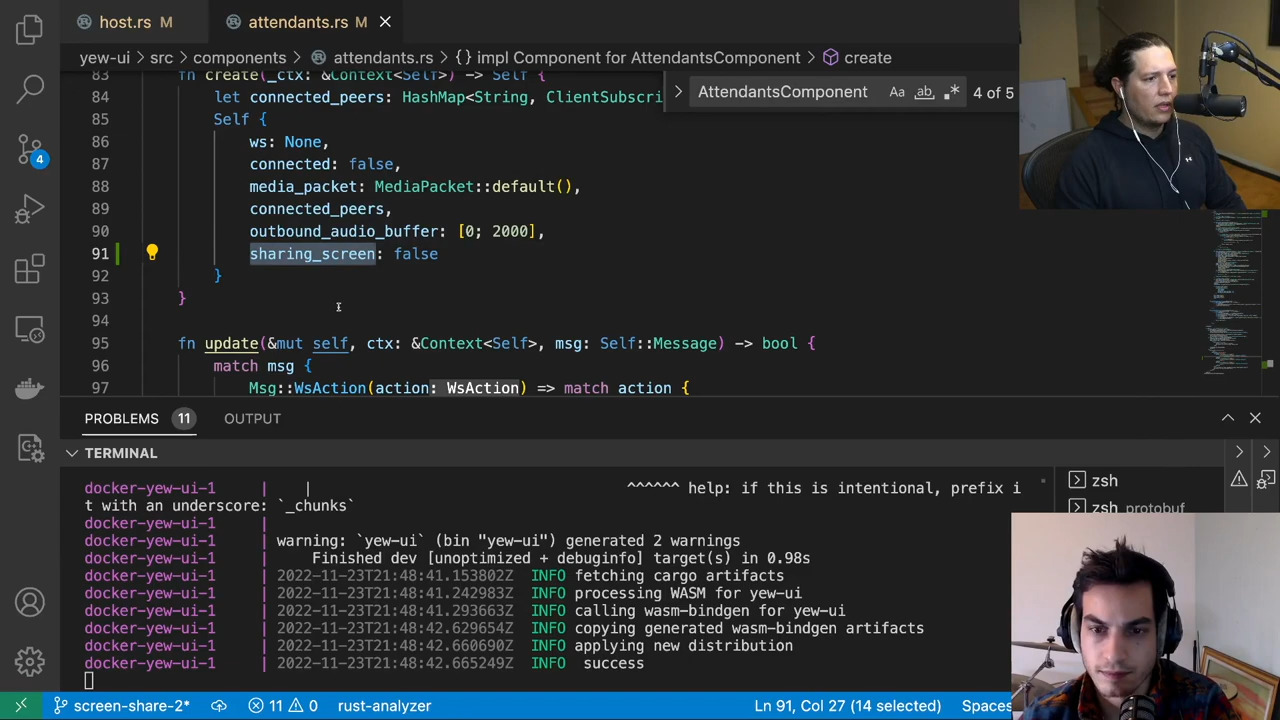 host.rs M
attendants.rs M
yew-ui > src > components > attendants.rs > {} impl Component for AttendantsComponent > create
83 fn create(_ctx: &Context<Self>) -> Self {
AttendantsComponent Aa ab .* 4 of 5
84 let connected_peers: HashMap<String, ClientSubscri
85 Self {
86 ws: None,
87 connected: false,
88 media_packet: MediaPacket::default(),
89 connected_peers,
90 outbound_audio_buffer: [0; 2000],
91 sharing_screen: false
92 }
93 }
94
95 fn update(&mut self, ctx: &Context<Self>, msg: Self::Message) -> bool {
96 match msg {
97 Msg::WsAction(action: WsAction) => match action {
4
PROBLEMS 11 OUTPUT
TERMINAL
docker-yew-ui-1 | | ^^^^^^ help: if this is intentional, prefix i
t with an underscore: `_chunks`
docker-yew-ui-1 |
docker-yew-ui-1 | warning: `yew-ui` (bin "yew-ui") generated 2 warnings
docker-yew-ui-1 | Finished dev [unoptimized + debuginfo] target(s) in 0.98s
docker-yew-ui-1 | 2022-11-23T21:48:41.153802Z INFO fetching cargo artifacts
docker-yew-ui-1 | 2022-11-23T21:48:41.242983Z INFO processing WASM for yew-ui
docker-yew-ui-1 | 2022-11-23T21:48:41.293663Z INFO calling wasm-bindgen for yew-ui
docker-yew-ui-1 | 2022-11-23T21:48:42.629654Z INFO copying generated wasm-bindgen artifacts
docker-yew-ui-1 | 2022-11-23T21:48:42.660690Z INFO applying new distribution
docker-yew-ui-1 | 2022-11-23T21:48:42.665249Z INFO success
zsh
zsh protobuf
screen-share-2* 11 0 rust-analyzer Ln 91, Col 27 (14 selected) Spaces